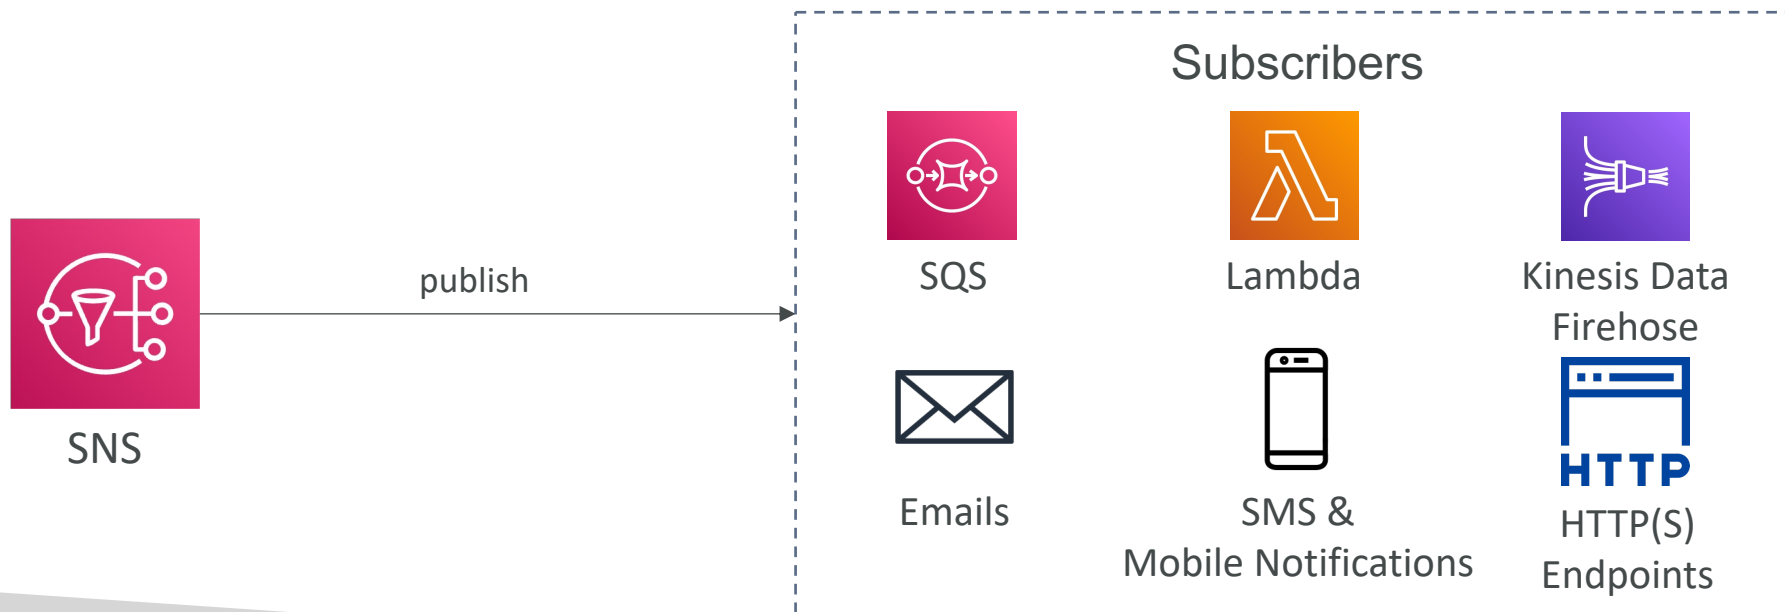 Subscribers
publish
SNS
SQS
Lambda
Kinesis Data
Firehose
Emails
SMS &
Mobile Notifications
HTTP
HTTP(S)
Endpoints